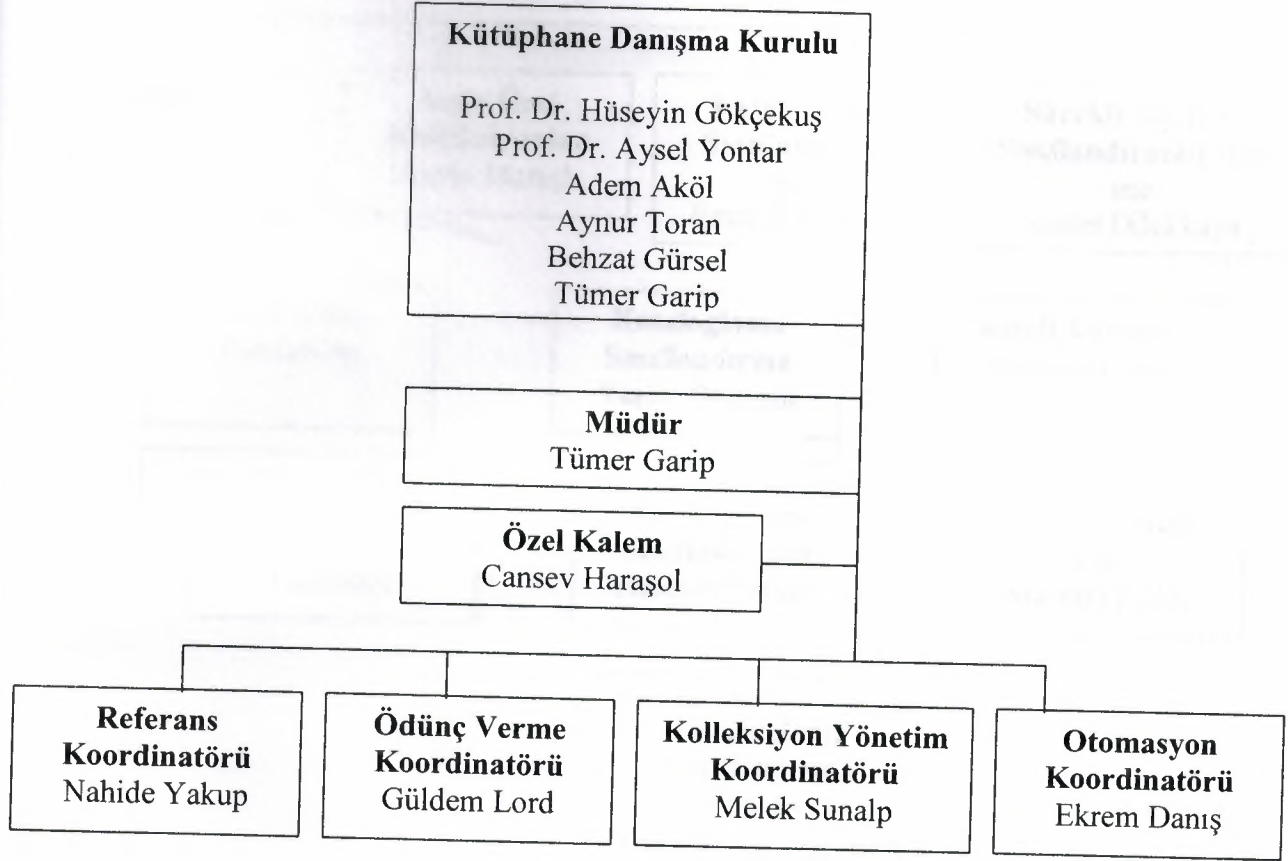 Kütüphane Danışma Kurulu
Prof. Dr. Hüseyin Gökçekuş
Prof. Dr. Aysel Yontar
Adem Aköl
Aynur Toran
Behzat Gürsel
Tümer Garip
Müdür
Tümer Garip
Özel Kalem
Cansev Haraşol
Referans
Koordinatörü
Nahide Yakup
Ödünç Verme
Koordinatörü
Güldem Lord
Kolleksiyon Yönetim
Koordinatörü
Melek Sunalp
Otomasyon
Koordinatörü
Ekrem Danış